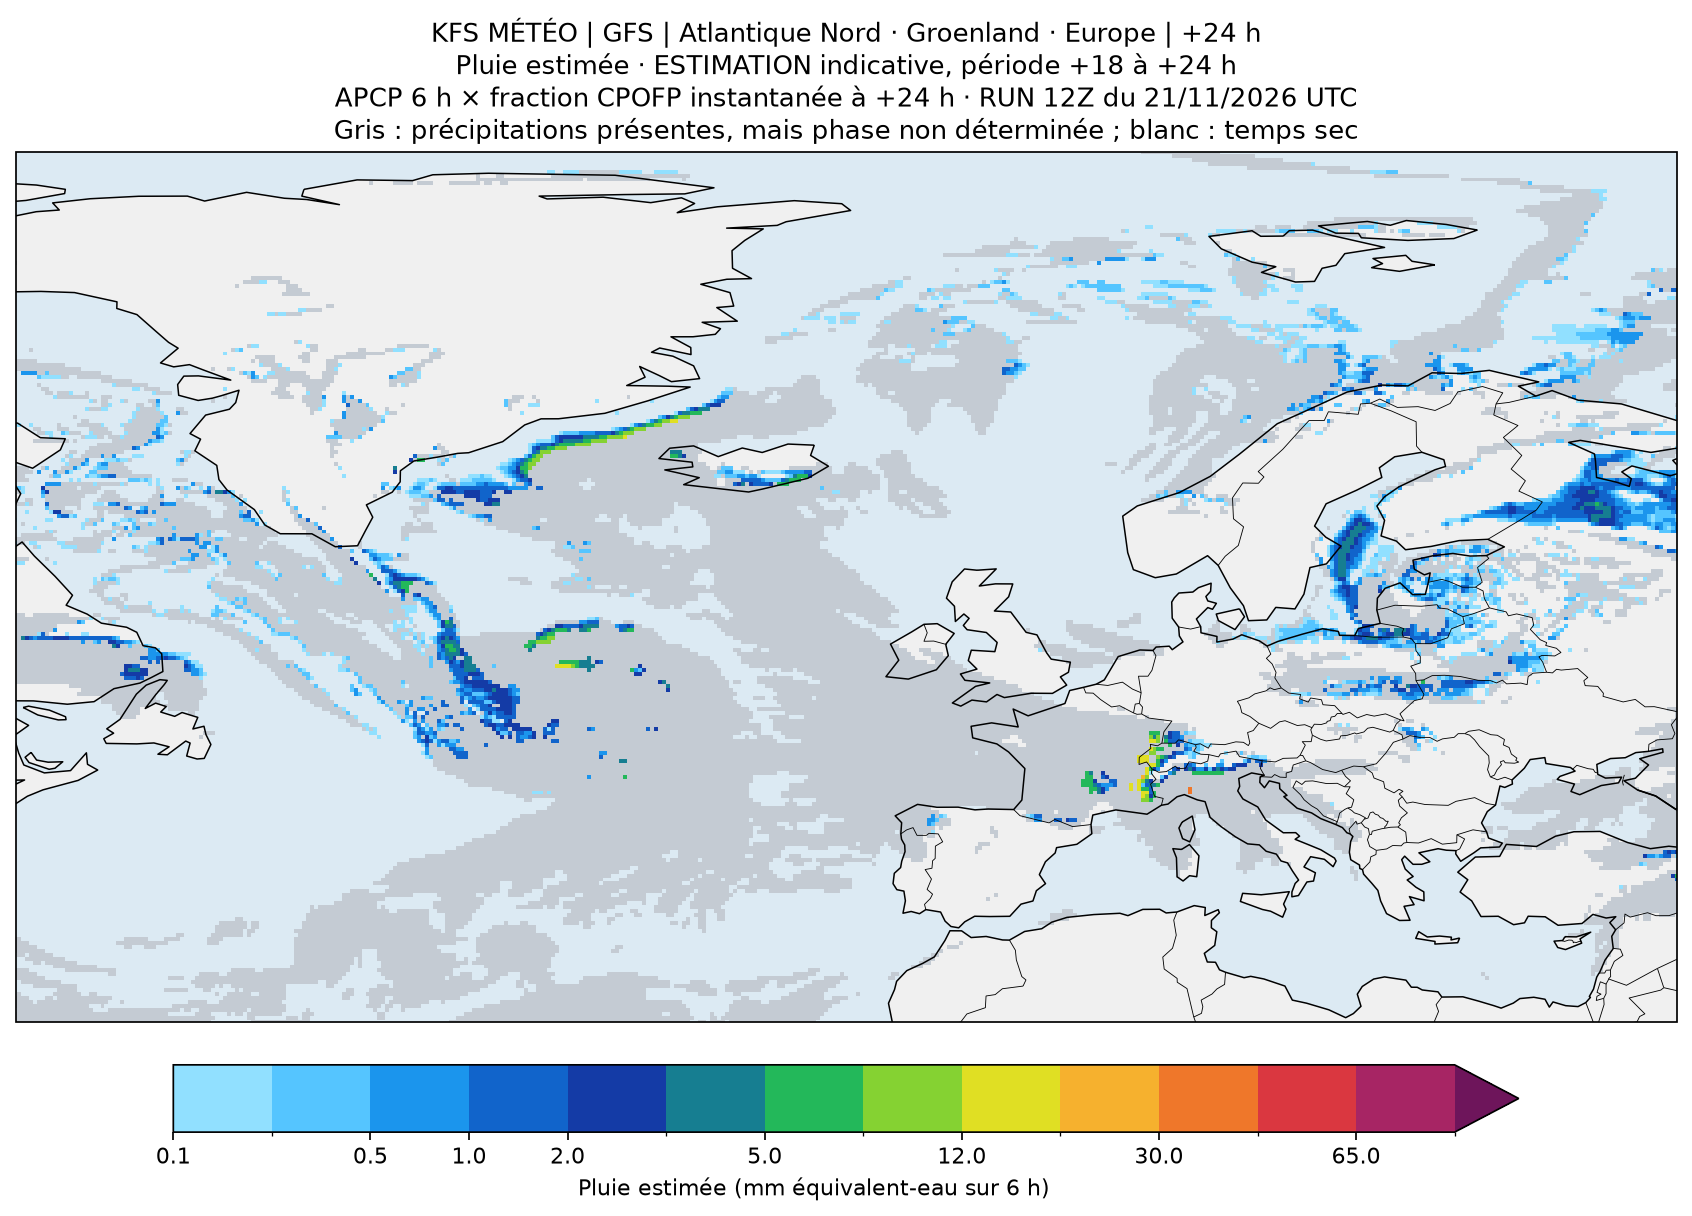 KFS MÉTÉO | GFS | Atlantique Nord · Groenland · Europe | +24 h
Pluie estimée · ESTIMATION indicative, période +18 à +24 h
APCP 6 h × fraction CPOFP instantanée à +24 h · RUN 12Z du 21/11/2026 UTC
Gris : précipitations présentes, mais phase non déterminée ; blanc : temps sec
0.1 0.5 1.0 2.0 5.0 12.0 30.0 65.0
Pluie estimée (mm équivalent-eau sur 6 h)